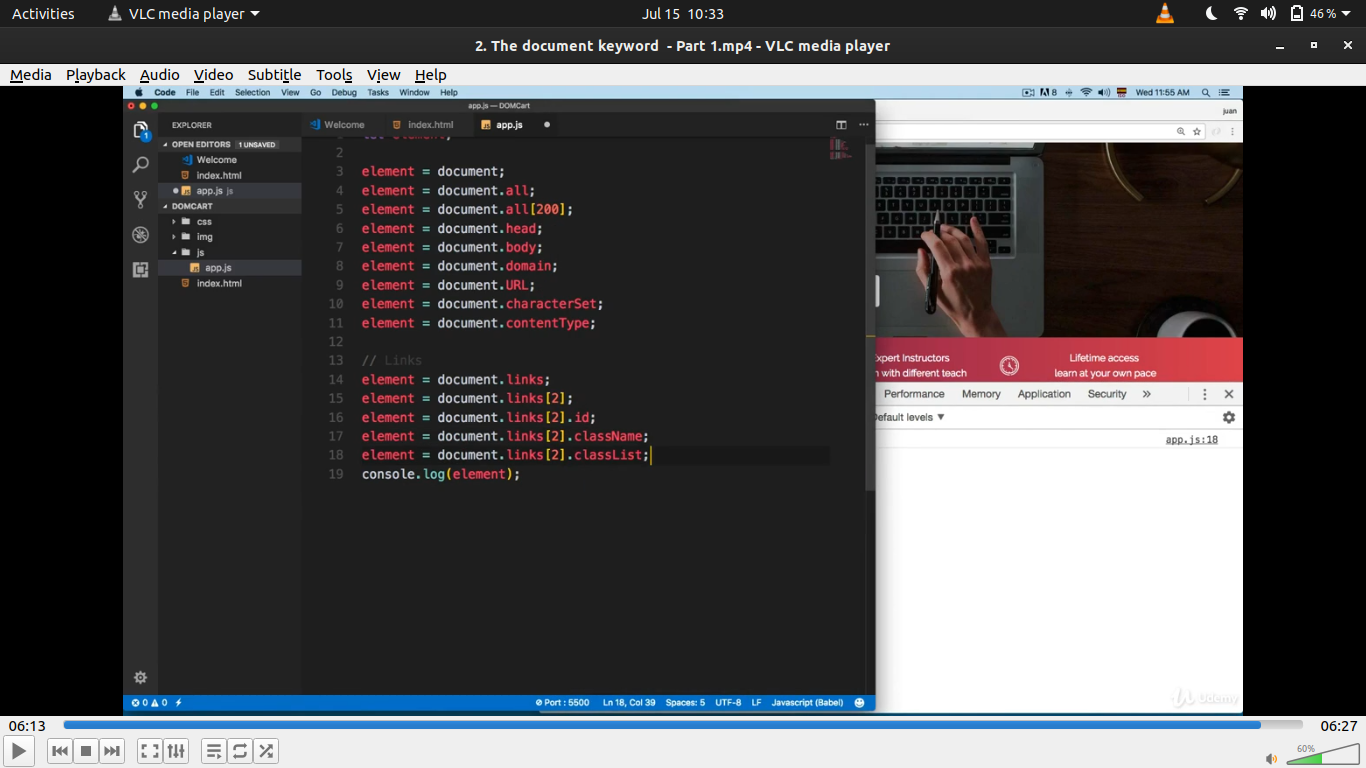 Activities VLC media player Jul 15 10:33 46 %
2. The document keyword - Part 1.mp4 - VLC media player
Media Playback Audio Video Subtitle Tools View Help
Code File Edit Selection View Go Debug Tasks Window Help 8 Wed 11:55 AM
app.js — DOMCart
juan
EXPLORER
OPEN EDITORS 1 UNSAVED
Welcome
index.html
app.js js
DOMCART
css
img
js
app.js
index.html
1
Welcome index.html app.js
2
3 element = document;
4 element = document.all;
5 element = document.all[200];
6 element = document.head;
7 element = document.body;
8 element = document.domain;
9 element = document.URL;
10 element = document.characterSet;
11 element = document.contentType;
12
13 // Links
14 element = document.links;
15 element = document.links[2];
16 element = document.links[2].id;
17 element = document.links[2].className;
18 element = document.links[2].classList;
19 console.log(element);
Expert Instructors
n with different teach
Lifetime access
learn at your own pace
Performance Memory Application Security »
Default levels ▼
app.js:18
Udemy
0 0 Port : 5500 Ln 18, Col 39 Spaces: 5 UTF-8 LF Javascript (Babel)
06:13 06:27
60%